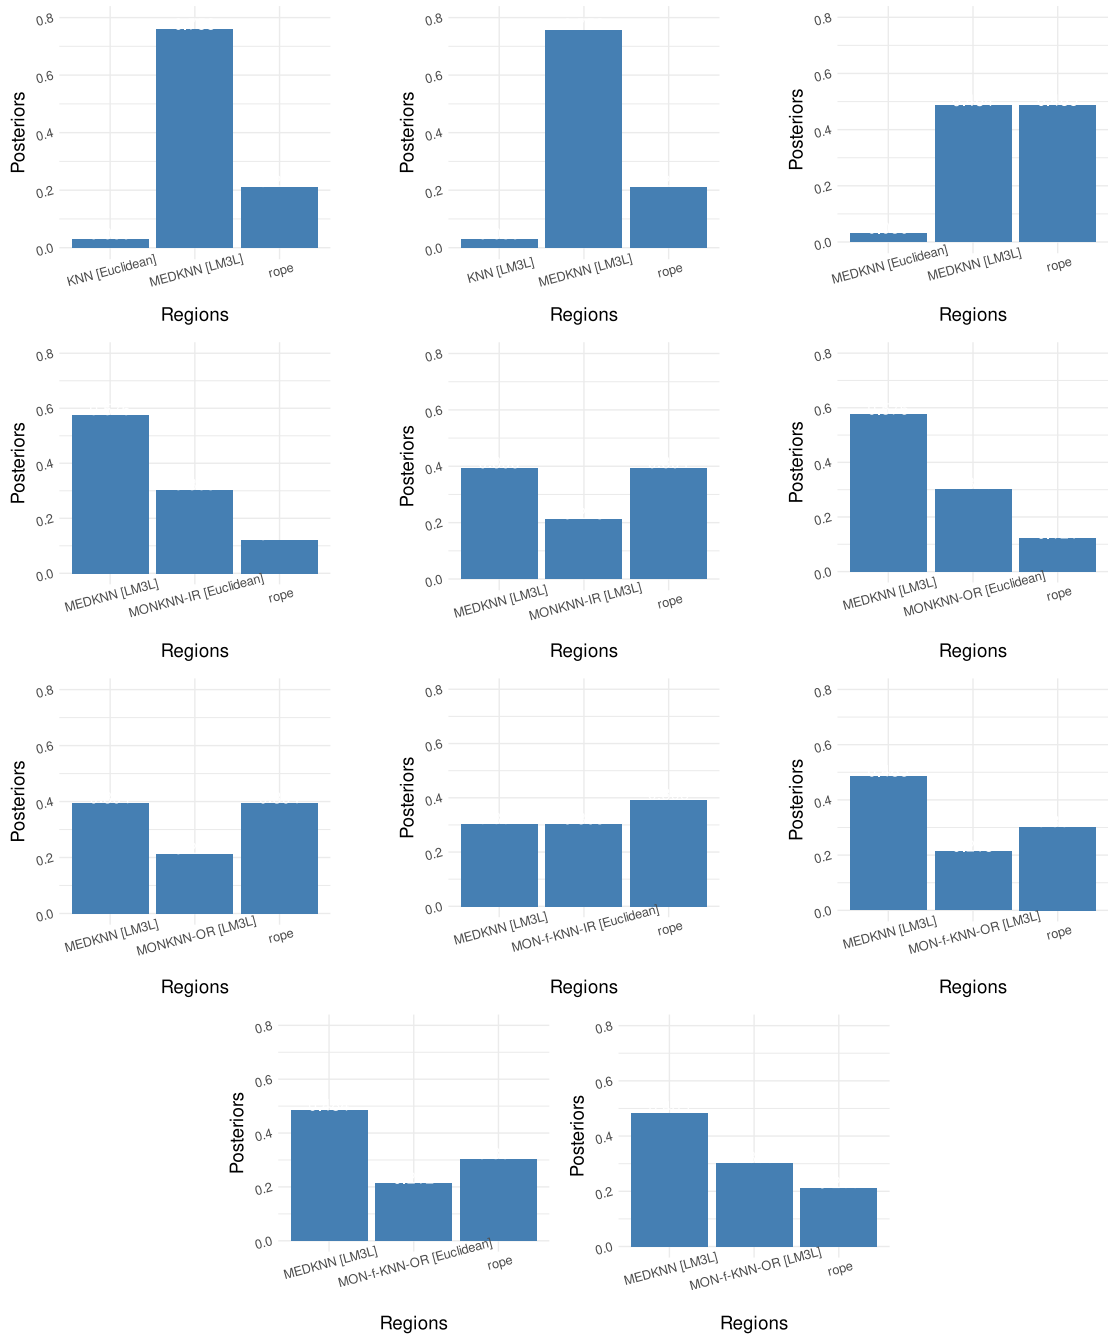 0.8
0.6
0.4
0.2
0.0
Posteriors
KNN [Euclidean]
MEDKNN [LM3L]
rope
Regions
0.8
0.6
0.4
0.2
0.0
Posteriors
KNN [LM3L]
MEDKNN [LM3L]
rope
Regions
0.8
0.6
0.4
0.2
0.0
Posteriors
MEDKNN [Euclidean]
MEDKNN [LM3L]
rope
Regions
0.8
0.6
0.4
0.2
0.0
Posteriors
MEDKNN [LM3L]
MONKNN-IR [Euclidean]
rope
Regions
0.8
0.6
0.4
0.2
0.0
Posteriors
MEDKNN [LM3L]
MONKNN-IR [LM3L]
rope
Regions
0.8
0.6
0.4
0.2
0.0
Posteriors
MEDKNN [LM3L]
MONKNN-OR [Euclidean]
rope
Regions
0.8
0.6
0.4
0.2
0.0
Posteriors
MEDKNN [LM3L]
MONKNN-OR [LM3L]
rope
Regions
0.8
0.6
0.4
0.2
0.0
Posteriors
MEDKNN [LM3L]
MON-f-KNN-IR [Euclidean]
rope
Regions
0.8
0.6
0.4
0.2
0.0
Posteriors
MEDKNN [LM3L]
MON-f-KNN-OR [LM3L]
rope
Regions
0.8
0.6
0.4
0.2
0.0
Posteriors
MEDKNN [LM3L]
MON-f-KNN-OR [Euclidean]
rope
Regions
0.8
0.6
0.4
0.2
0.0
Posteriors
MEDKNN [LM3L]
MON-f-KNN-OR [LM3L]
rope
Regions